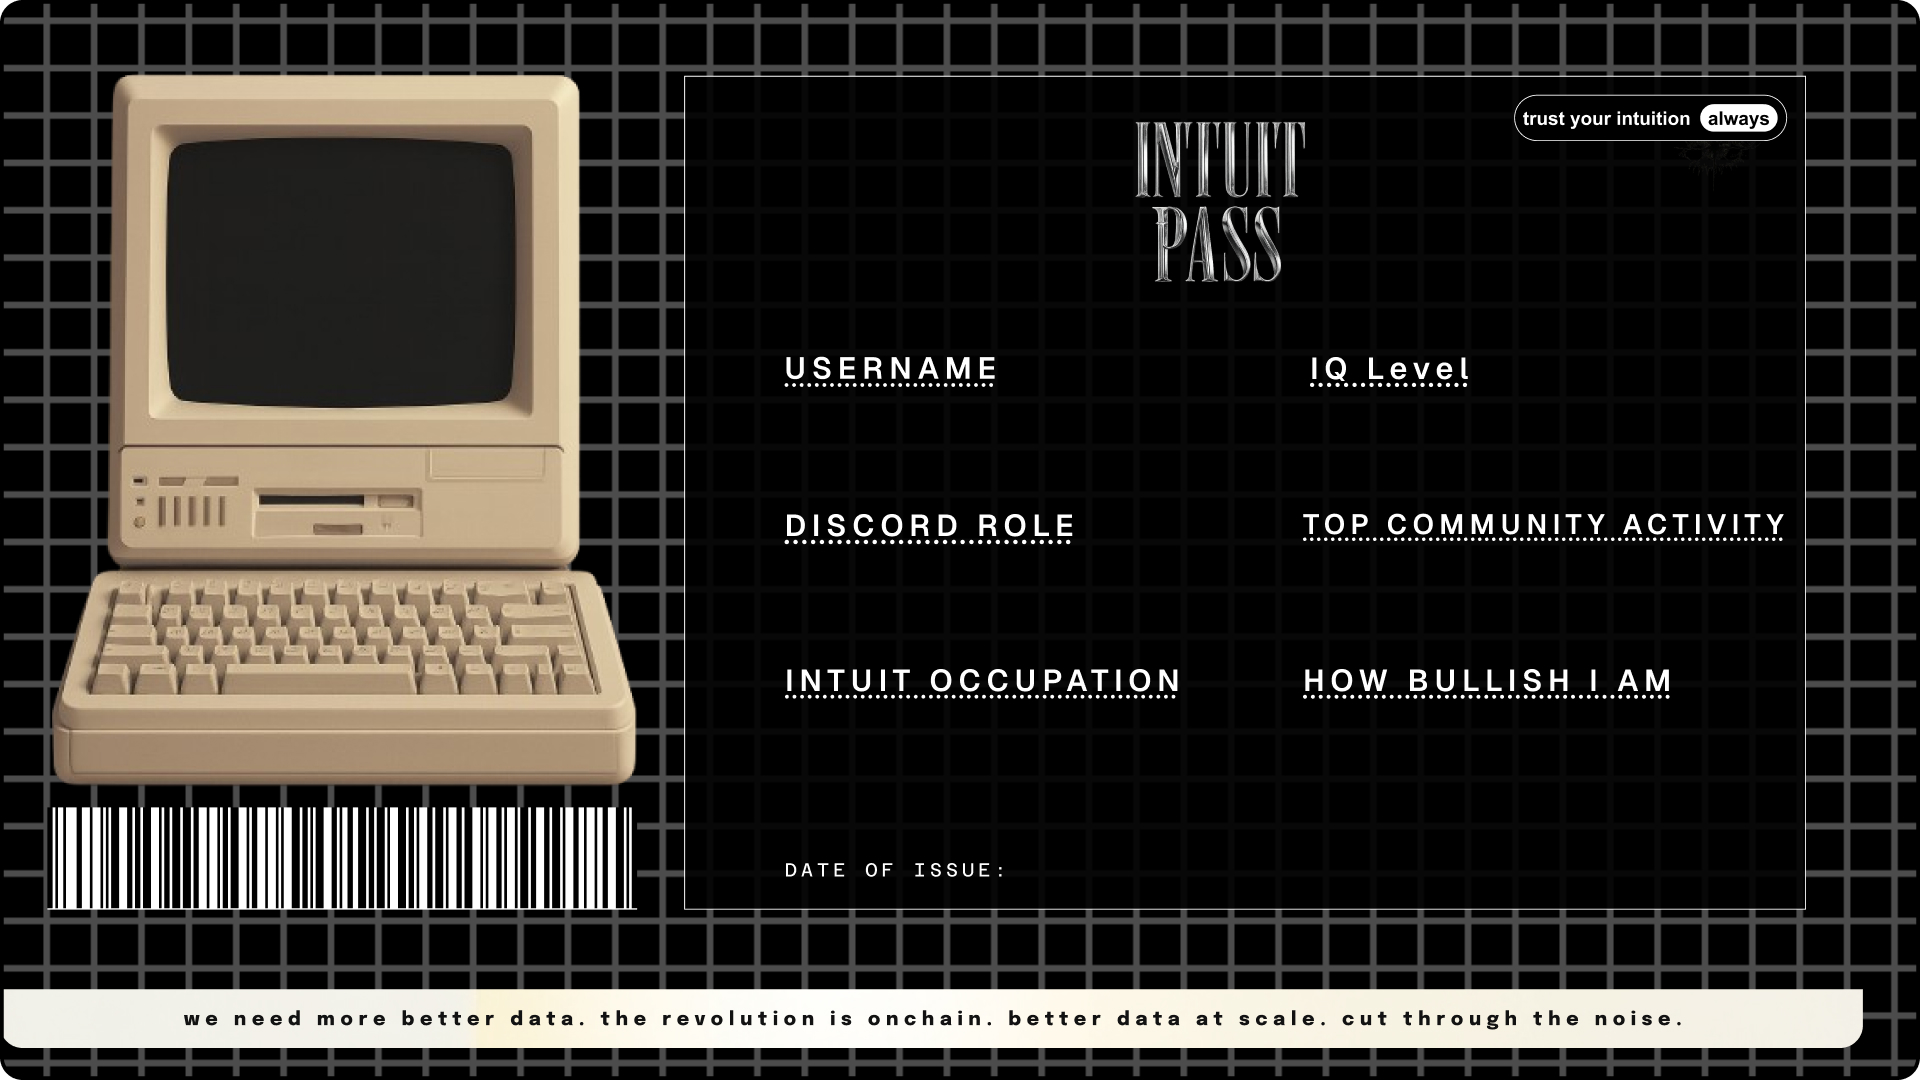 trust your intuition always
INTUIT
PASS
USERNAME
IQ Level
DISCORD ROLE
TOP COMMUNITY ACTIVITY
INTUIT OCCUPATION
HOW BULLISH I AM
DATE OF ISSUE:
we need more better data. the revolution is onchain. better data at scale. cut through the noise.